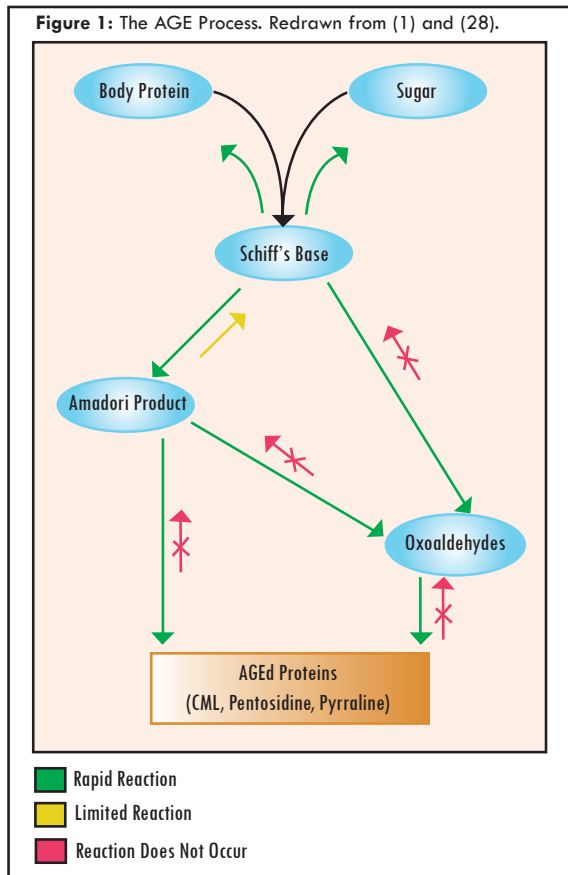 Figure 1: The AGE Process. Redrawn from (1) and (28).
Body Protein
Sugar
Schiff's Base
Amadori Product
Oxoaldehydes
AGEd Proteins
(CML, Pentosidine, Pyrraline)
Rapid Reaction
Limited Reaction
Reaction Does Not Occur